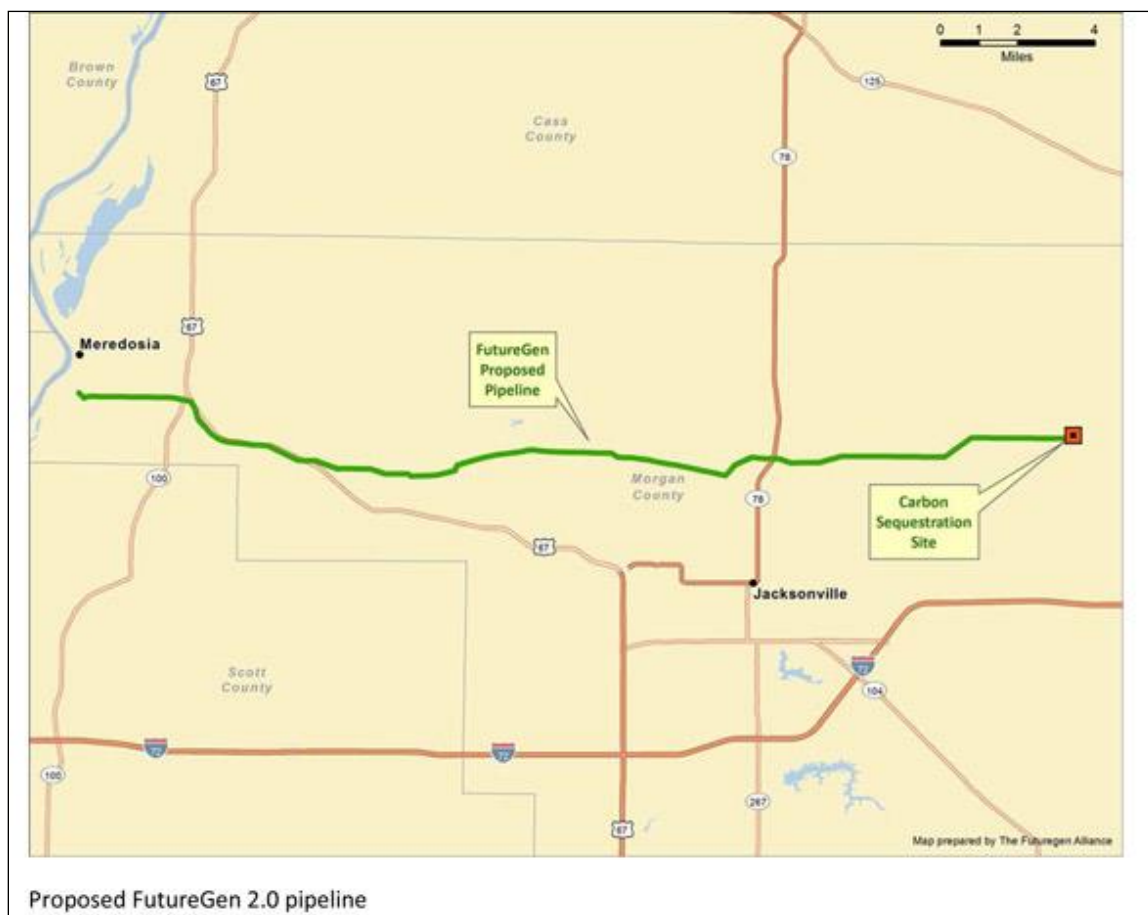 0 1 2 4
Miles
Brown
County
67
125
Cass
County
78
67
Meredosia
FutureGen
Proposed
Pipeline
100
Morgan
County
78
Carbon
Sequestration
Site
67
Jacksonville
Scott
County
72
104
72
72
100
267
67
Map prepared by The Futuregen Alliance
Proposed FutureGen 2.0 pipeline